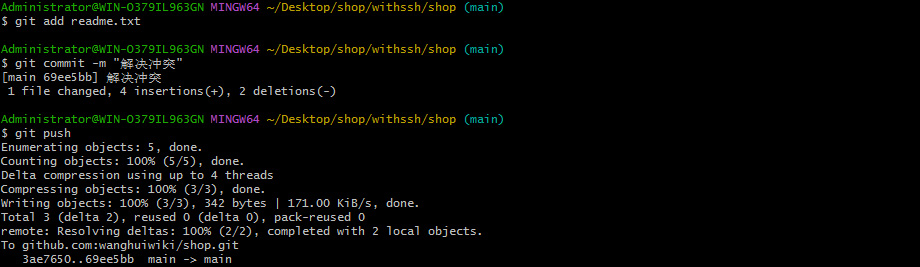 Administrator@WIN-O379IL963GN MINGW64 ~/Desktop/shop/withssh/shop (main)
$ git add readme.txt
Administrator@WIN-O379IL963GN MINGW64 ~/Desktop/shop/withssh/shop (main)
$ git commit -m "解决冲突"
[main 69ee5bb] 解决冲突
1 file changed, 4 insertions(+), 2 deletions(-)
Administrator@WIN-O379IL963GN MINGW64 ~/Desktop/shop/withssh/shop (main)
$ git push
Enumerating objects: 5, done.
Counting objects: 100% (5/5), done.
Delta compression using up to 4 threads
Compressing objects: 100% (3/3), done.
Writing objects: 100% (3/3), 342 bytes | 171.00 KiB/s, done.
Total 3 (delta 2), reused 0 (delta 0), pack-reused 0
remote: Resolving deltas: 100% (2/2), completed with 2 local objects.
To github.com:wanghuiwiki/shop.git
3ae7650..69ee5bb  main -> main